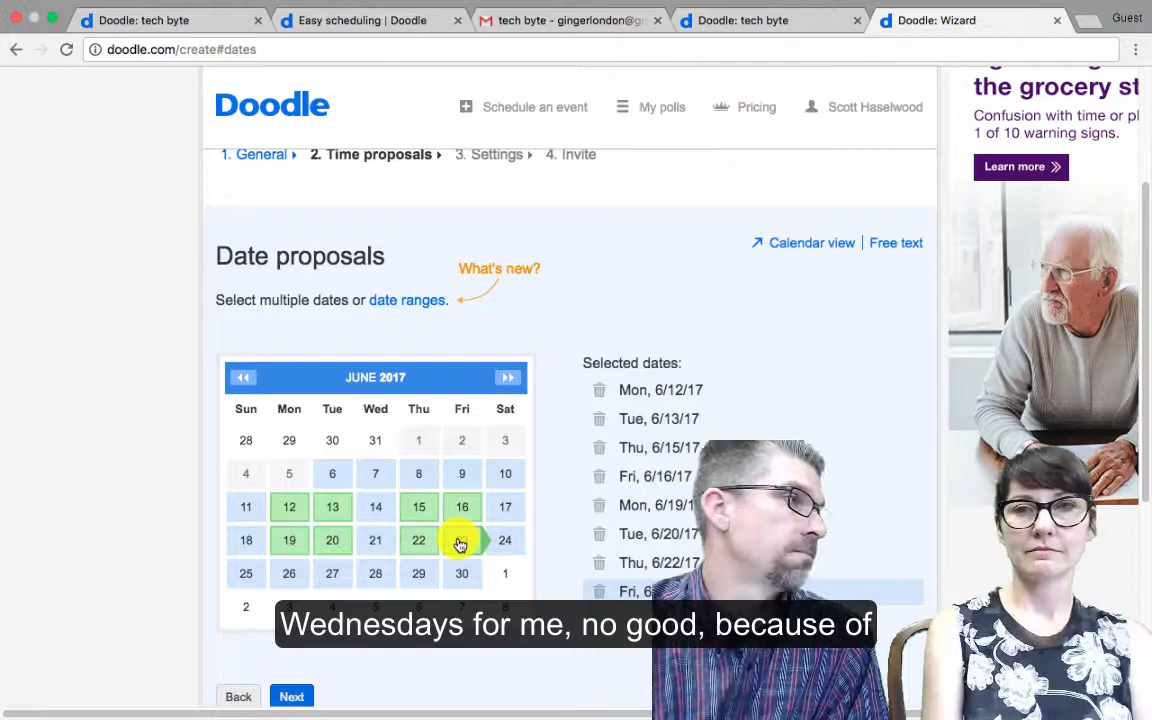 Doodle: tech byte
Easy scheduling | Doodle
tech byte - gingerlondon@g
Doodle: tech byte
Doodle: Wizard
Guest
doodle.com/create#dates
Doodle
Schedule an event
My polls
Pricing
Scott Haselwood
the grocery st
Confusion with time or pl
1 of 10 warning signs.
Learn more
1. General
2. Time proposals
3. Settings
4. Invite
Date proposals
Calendar view | Free text
What's new?
Select multiple dates or date ranges.
JUNE 2017
Selected dates:
Sun Mon Tue Wed Thu Fri Sat
28 29 30 31 1 2 3
4 5 6 7 8 9 10
11 12 13 14 15 16 17
18 19 20 21 22 24
25 26 27 28 29 30 1
2
Mon, 6/12/17
Tue, 6/13/17
Thu, 6/15/17
Fri, 6/16/17
Mon, 6/19/1
Tue, 6/20/17
Thu, 6/22/17
Fri, 6
Wednesdays for me, no good, because of
Back
Next